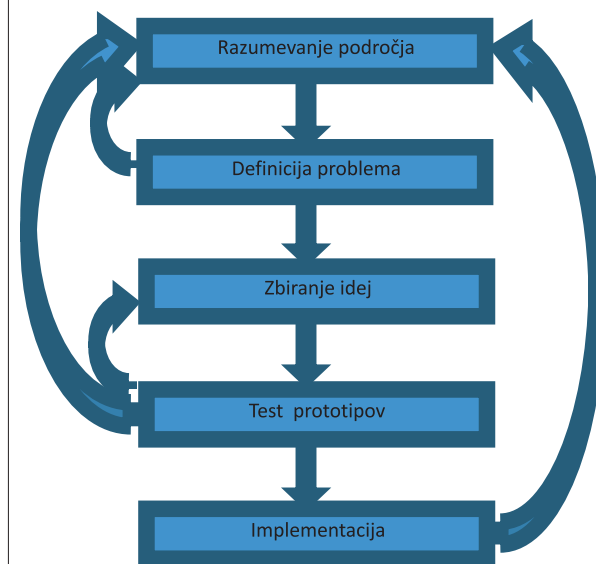 Razumevanje področja
Definicija problema
Zbiranje idej
Test prototipov
Implementacija